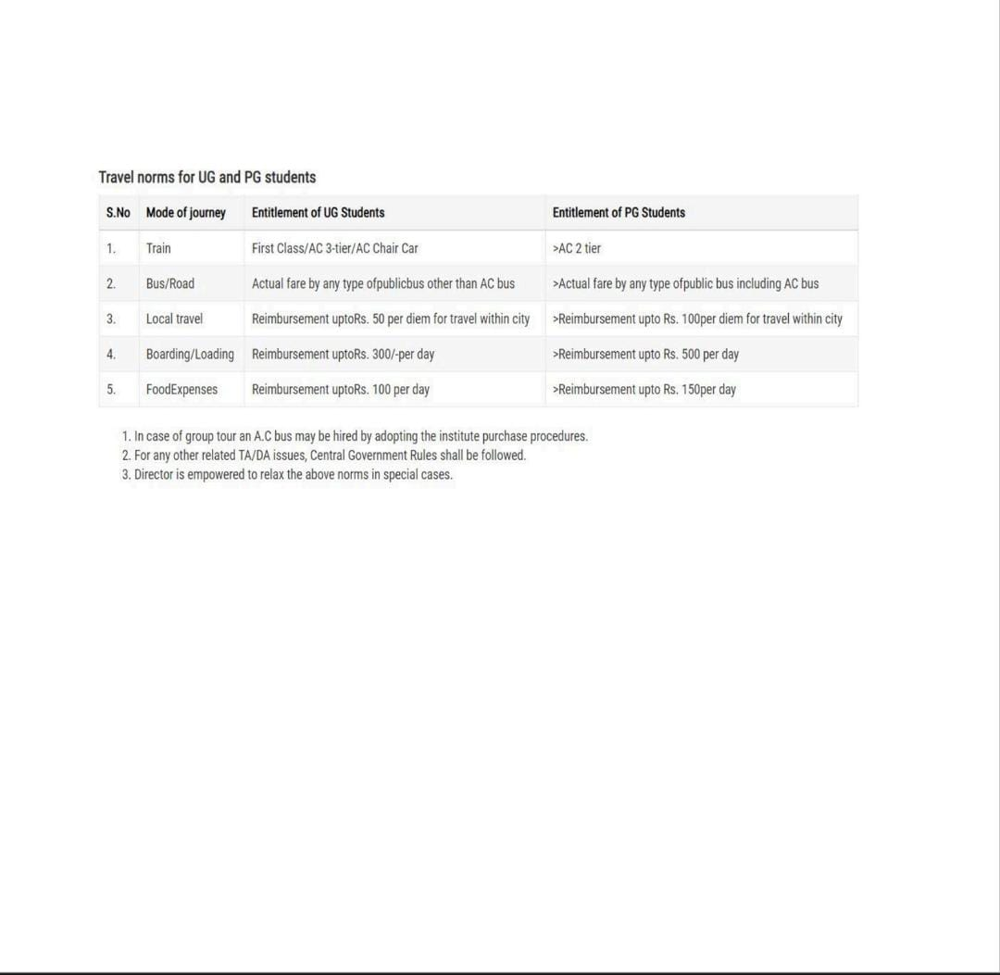 Travel norms for UG and PG students
S.No Mode of journey Entitlement of UG Students Entitlement of PG Students
1. Train First Class/AC 3-tier/AC Chair Car >AC 2 tier
2. Bus/Road Actual fare by any type ofpublicbus other than AC bus >Actual fare by any type ofpublic bus including AC bus
3. Local travel Reimbursement uptoRs. 50 per diem for travel within city >Reimbursement upto Rs. 100per diem for travel within city
4. Boarding/Loading Reimbursement uptoRs. 300/-per day >Reimbursement upto Rs. 500 per day
5. FoodExpenses Reimbursement uptoRs. 100 per day >Reimbursement upto Rs. 150per day
1. In case of group tour an A.C bus may be hired by adopting the institute purchase procedures.
2. For any other related TA/DA issues, Central Government Rules shall be followed.
3. Director is empowered to relax the above norms in special cases.